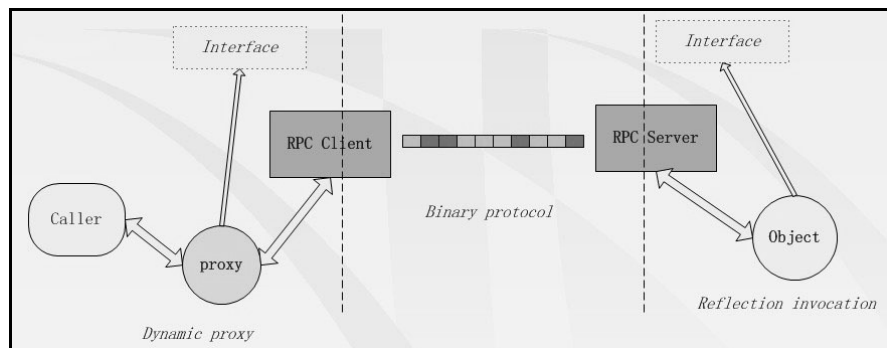 Interface
Interface
RPC Client
RPC Server
Caller
Binary protocol
proxy
Object
Dynamic proxy
Reflection invocation